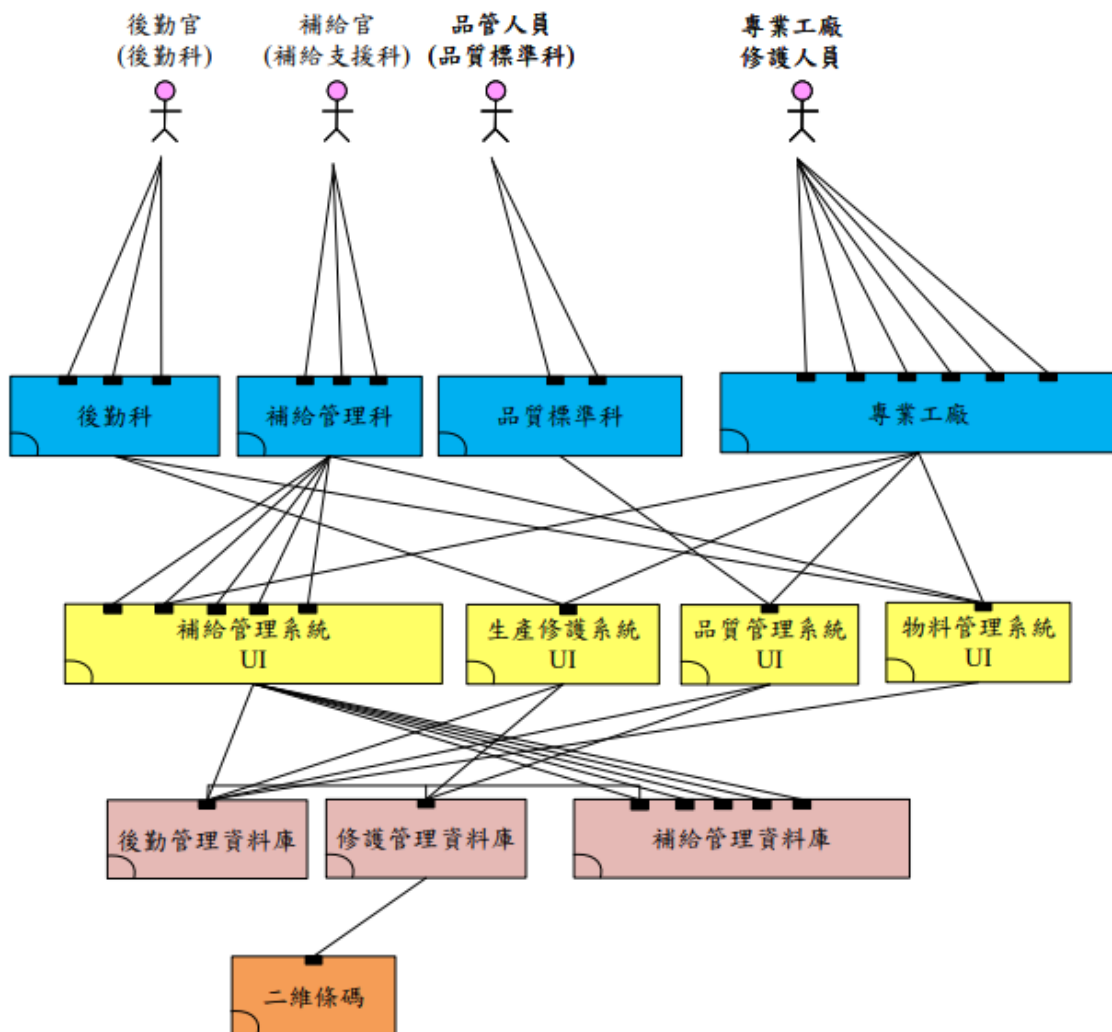 後勤官
(後勤科)
補給官
(補給支援科)
品管人員
(品質標準科)
專業工廠
修護人員
後勤科
補給管理科
品質標準科
專業工廠
補給管理系統
UI
生產修護系統
UI
品質管理系統
UI
物料管理系統
UI
後勤管理資料庫
修護管理資料庫
補給管理資料庫
二維條碼